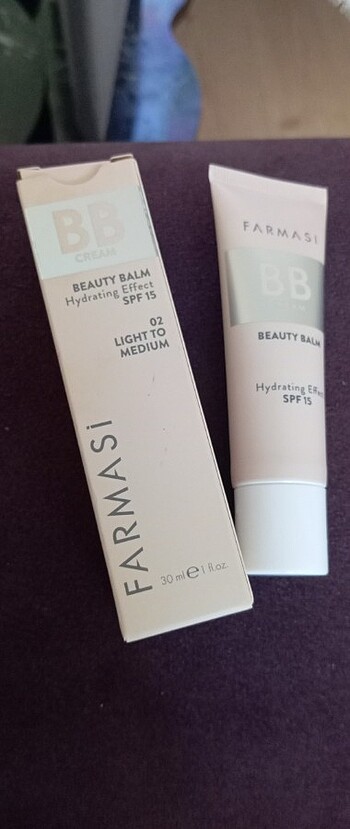 BB
CREAM
BEAUTY BALM
Hydrating Effect
SPF 15
02
LIGHT TO
MEDIUM
FARMASi
30 ml e 1 fl.oz.
FARMASi
BB
BEAUTY BALM
Hydrating Effect
SPF 15